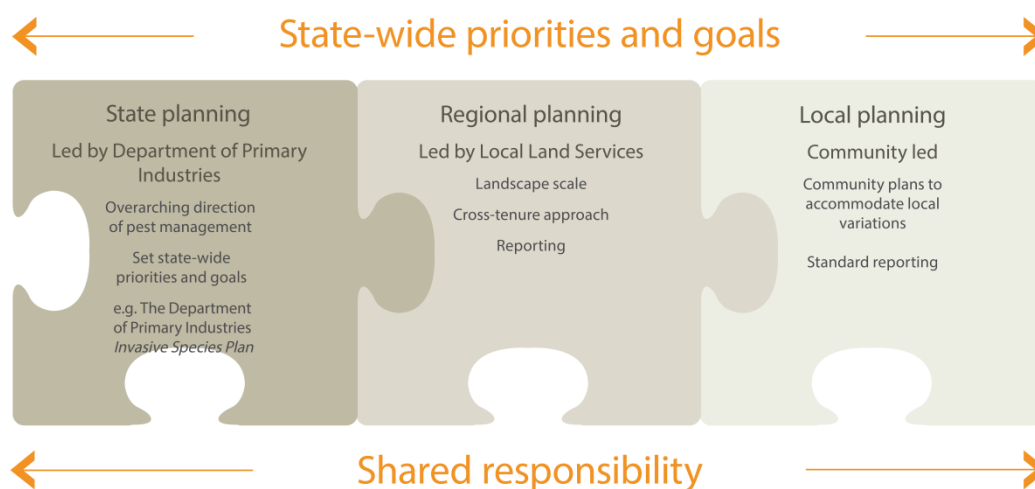 State-wide priorities and goals
State planning
Led by Department of Primary
Industries
Overarching direction
of pest management
Set state-wide
priorities and goals
e.g. The Department
of Primary Industries
Invasive Species Plan
Regional planning
Led by Local Land Services
Landscape scale
Cross-tenure approach
Reporting
Local planning
Community led
Community plans to
accommodate local
variations
Standard reporting
Shared responsibility